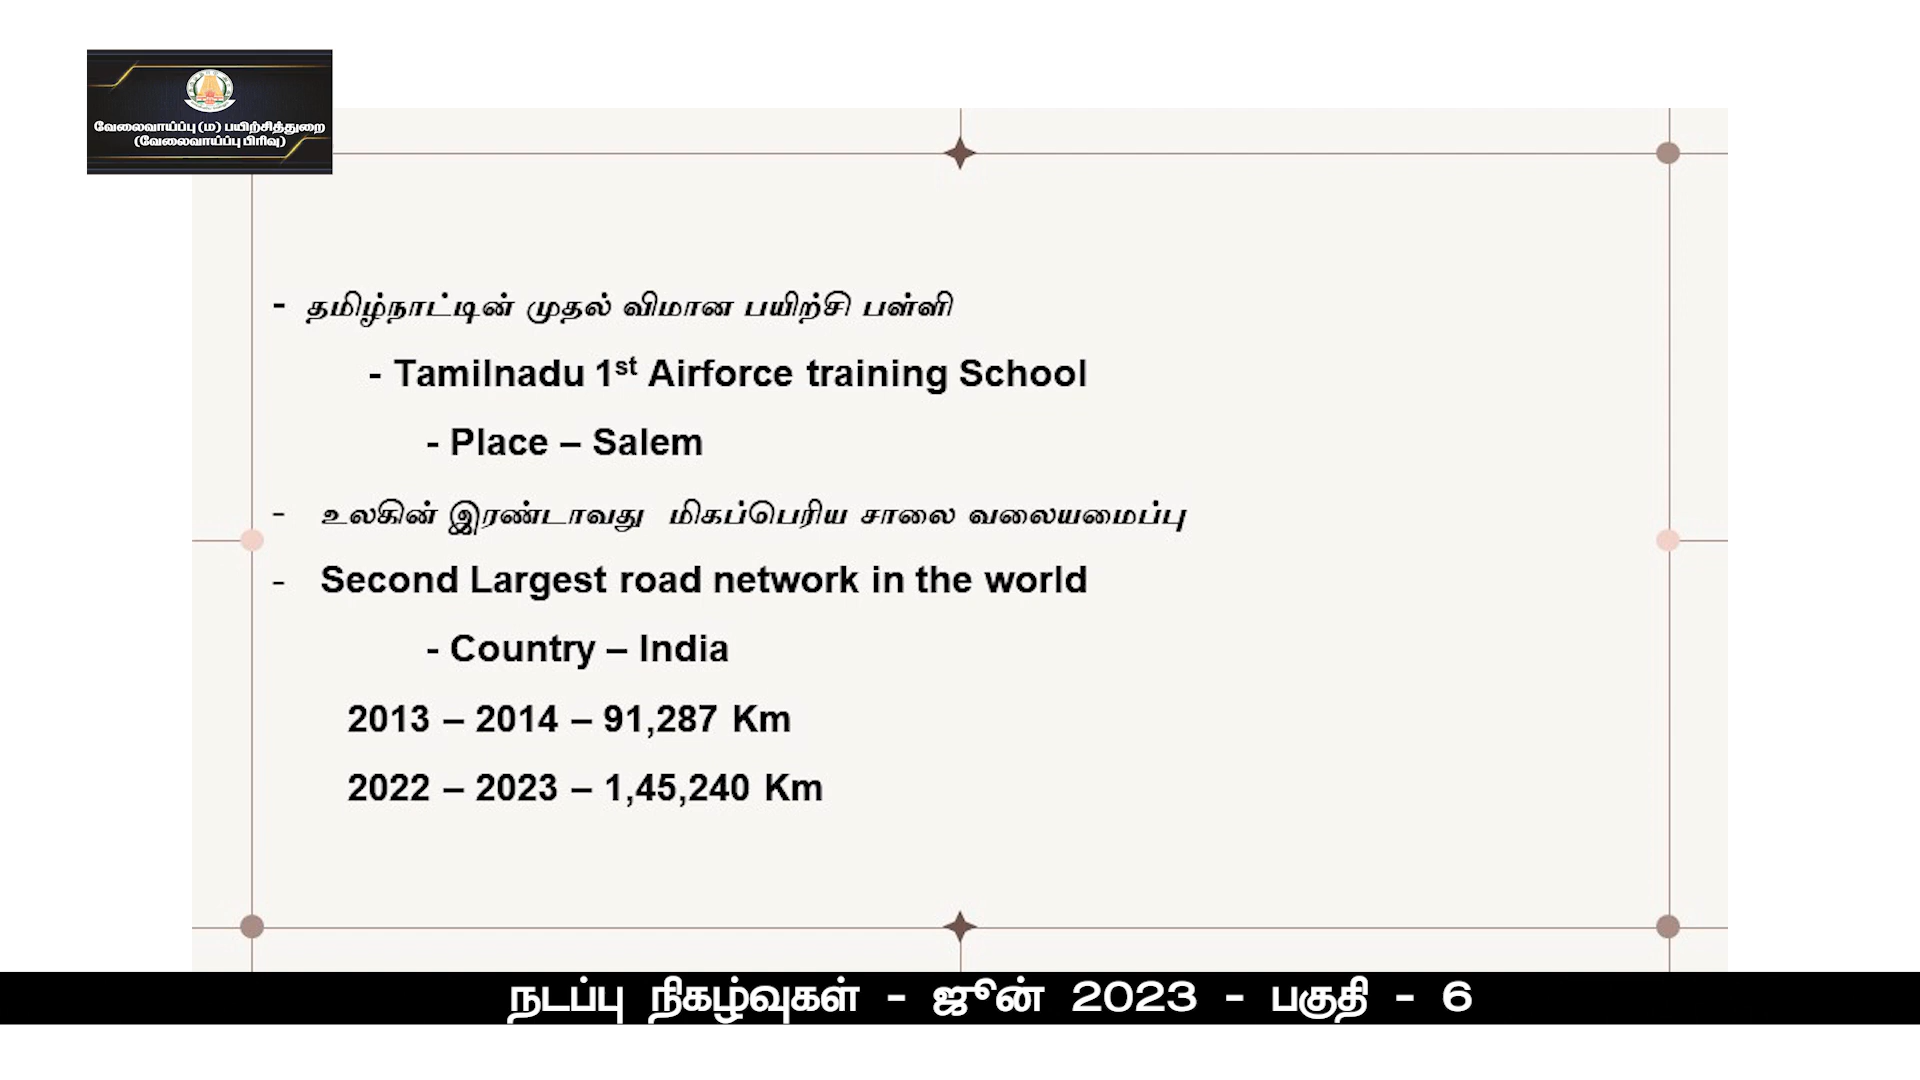 வேலைவாய்ப்பு (ம) பயிற்சித்துறை
(வேலைவாய்ப்பு பிரிவு)
- தமிழ்நாட்டின் முதல் விமான பயிற்சி பள்ளி
- Tamilnadu 1st Airforce training School
- Place – Salem
- உலகின் இரண்டாவது மிகப்பெரிய சாலை வலையமைப்பு
- Second Largest road network in the world
- Country – India
2013 – 2014 – 91,287 Km
2022 – 2023 – 1,45,240 Km
நடப்பு நிகழ்வுகள் - ஜூன் 2023 - பகுதி - 6